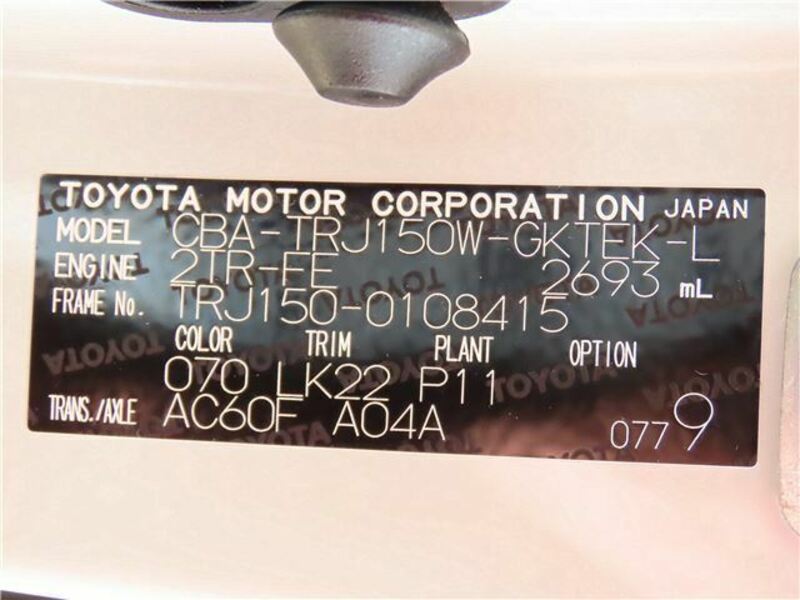 TOYOTA MOTOR CORPORATION JAPAN
MODEL CBA-TRJ150W-GKTEK-L
ENGINE 2TR-FE 2693 mL
FRAME No. TRJ150-0108415
COLOR TRIM PLANT OPTION
070 LK22 P11
TRANS./AXLE AC60F A04A
0779